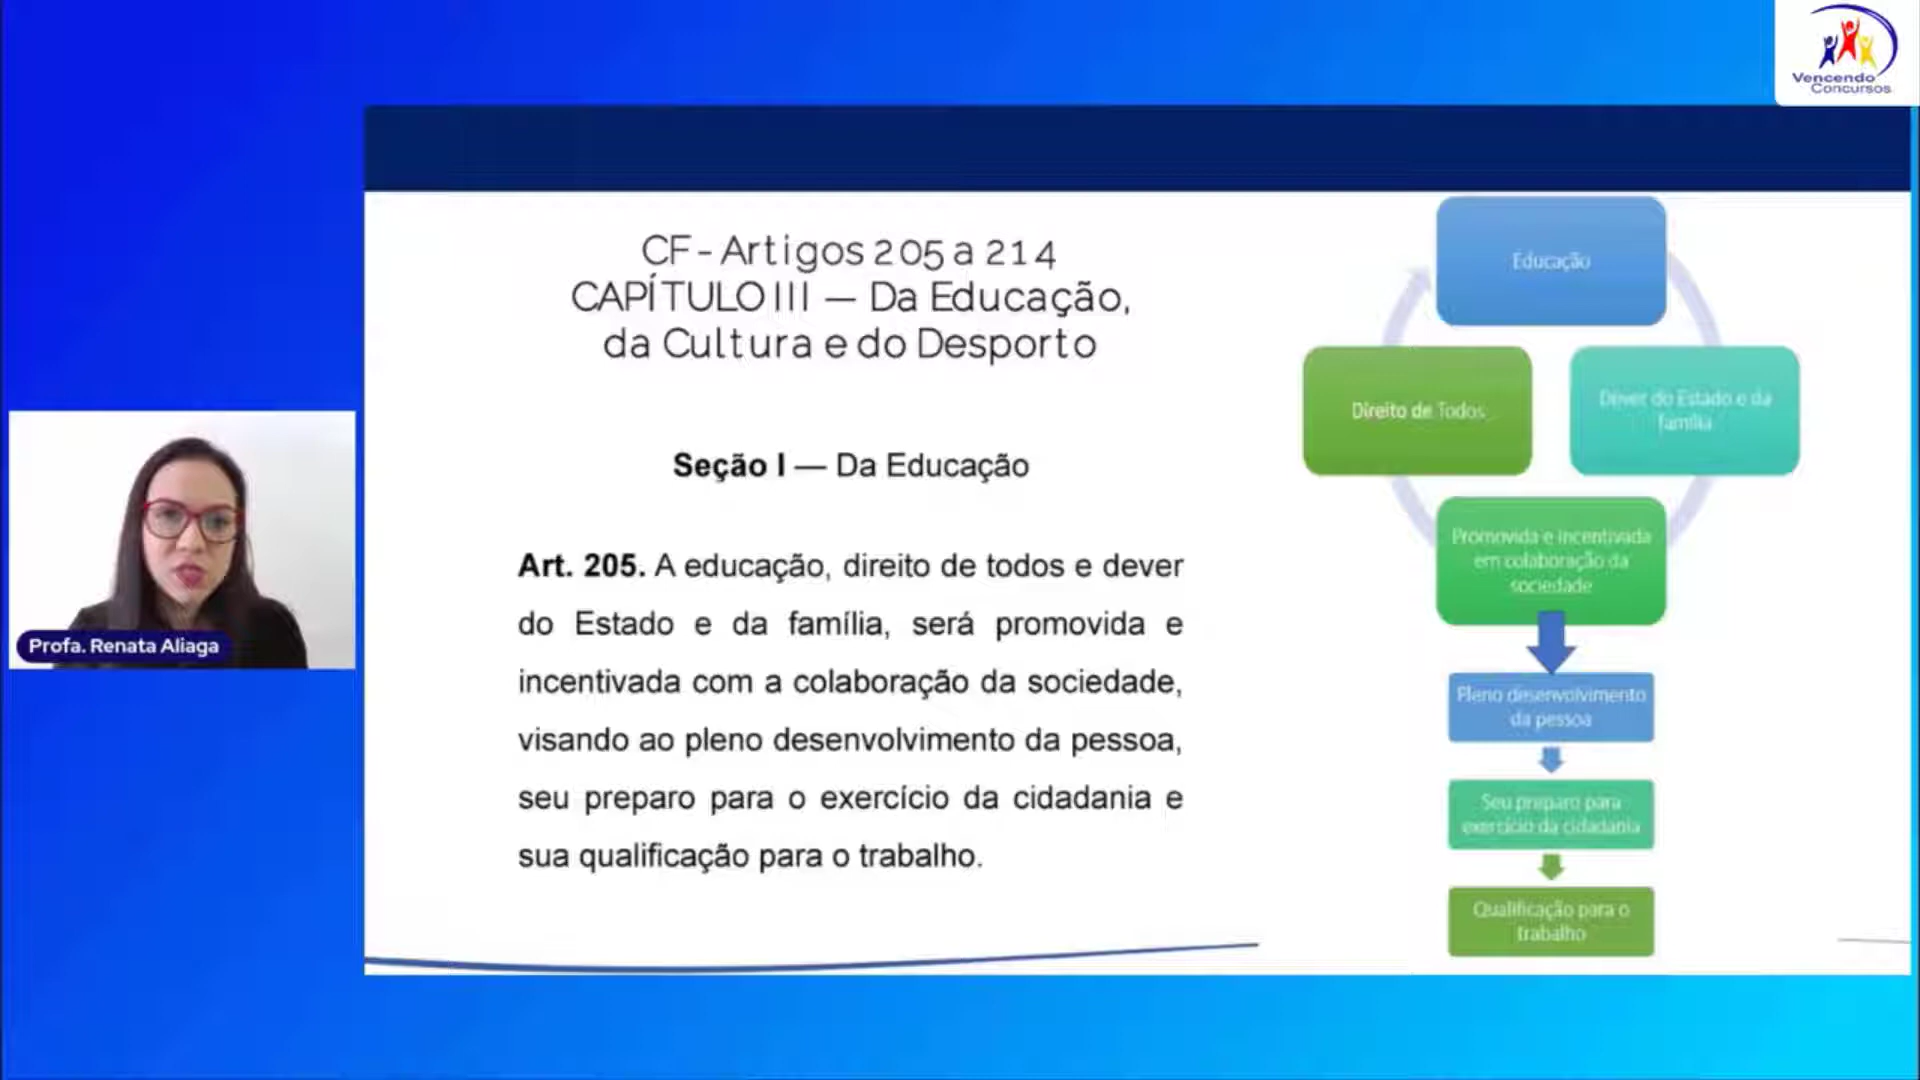 Vencendo
Concursos
CF - Artigos 205 a 214
CAPÍTULO III — Da Educação,
da Cultura e do Desporto
Seção I — Da Educação
Art. 205. A educação, direito de todos e dever
do Estado e da família, será promovida e
incentivada com a colaboração da sociedade,
visando ao pleno desenvolvimento da pessoa,
seu preparo para o exercício da cidadania e
sua qualificação para o trabalho.
Educação
Direito de Todos
Dever do Estado e da
família
Promovida e incentivada
em colaboração da
sociedade
Pleno desenvolvimento
da pessoa
Seu preparo para
exercício da cidadania
Qualificação para o
trabalho
Profa. Renata Aliaga